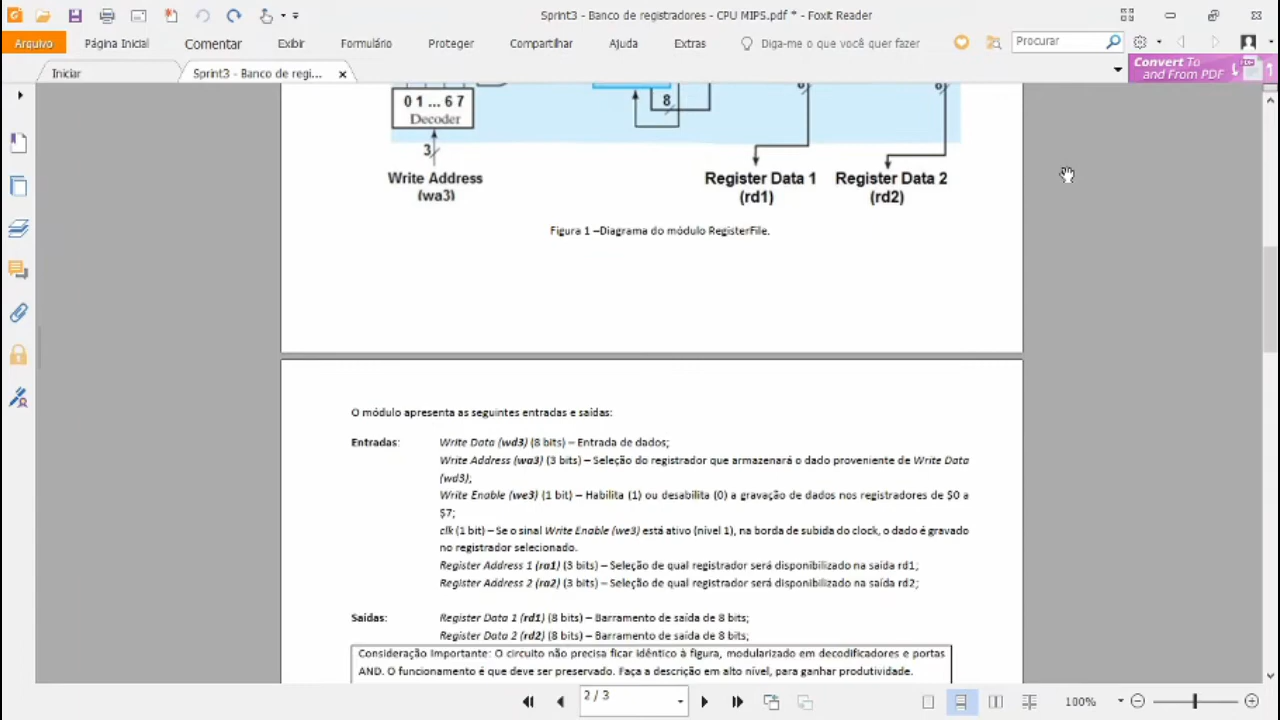 Sprint3 - Banco de registradores - CPU MIPS.pdf * - Foxit Reader
Arquivo Página Inicial Comentar Exibir Formulário Proteger Compartilhar Ajuda Extras Diga-me o que você quer fazer Procurar
Iniciar Sprint3 - Banco de regi... Convert To
and From PDF
0 1 ... 6 7
Decoder
8
3
Write Address
(wa3)
Register Data 1 Register Data 2
(rd1) (rd2)
Figura 1 –Diagrama do módulo RegisterFile.
O módulo apresenta as seguintes entradas e saídas:
Entradas: Write Data (wd3) (8 bits) – Entrada de dados;
Write Address (wa3) (3 bits) – Seleção do registrador que armazenará o dado proveniente de Write Data
(wd3);
Write Enable (we3) (1 bit) – Habilita (1) ou desabilita (0) a gravação de dados nos registradores de $0 a
$7;
clk (1 bit) – Se o sinal Write Enable (we3) está ativo (nível 1), na borda de subida do clock, o dado é gravado
no registrador selecionado.
Register Address 1 (ra1) (3 bits) – Seleção de qual registrador será disponibilizado na saída rd1;
Register Address 2 (ra2) (3 bits) – Seleção de qual registrador será disponibilizado na saída rd2;
Saídas: Register Data 1 (rd1) (8 bits) – Barramento de saída de 8 bits;
Register Data 2 (rd2) (8 bits) – Barramento de saída de 8 bits;
Consideração Importante: O circuito não precisa ficar idêntico à figura, modularizado em decodificadores e portas
AND. O funcionamento é que deve ser preservado. Faça a descrição em alto nível, para ganhar produtividade.
2 / 3 100%